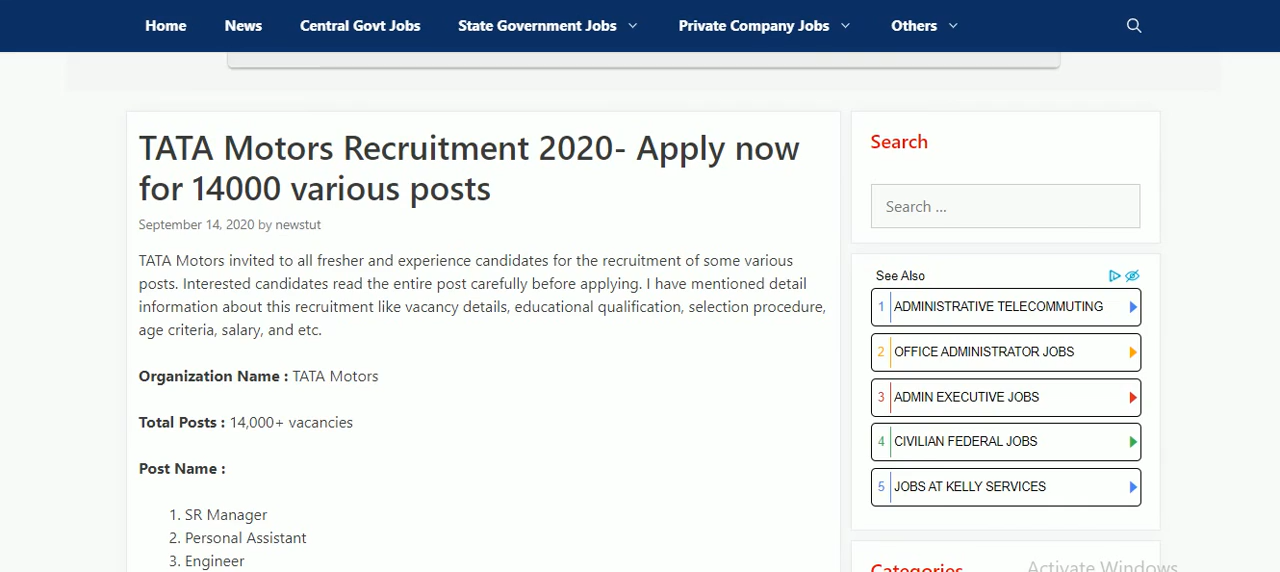 Home News Central Govt Jobs State Government Jobs Private Company Jobs Others
TATA Motors Recruitment 2020- Apply now
for 14000 various posts
September 14, 2020 by newstut
TATA Motors invited to all fresher and experience candidates for the recruitment of some various
posts. Interested candidates read the entire post carefully before applying. I have mentioned detail
information about this recruitment like vacancy details, educational qualification, selection procedure,
age criteria, salary, and etc.
Organization Name : TATA Motors
Total Posts : 14,000+ vacancies
Post Name :
1. SR Manager
2. Personal Assistant
3. Engineer
Search
Search ...
See Also
1 ADMINISTRATIVE TELECOMMUTING
2 OFFICE ADMINISTRATOR JOBS
3 ADMIN EXECUTIVE JOBS
4 CIVILIAN FEDERAL JOBS
5 JOBS AT KELLY SERVICES
Categories
Activate Windows